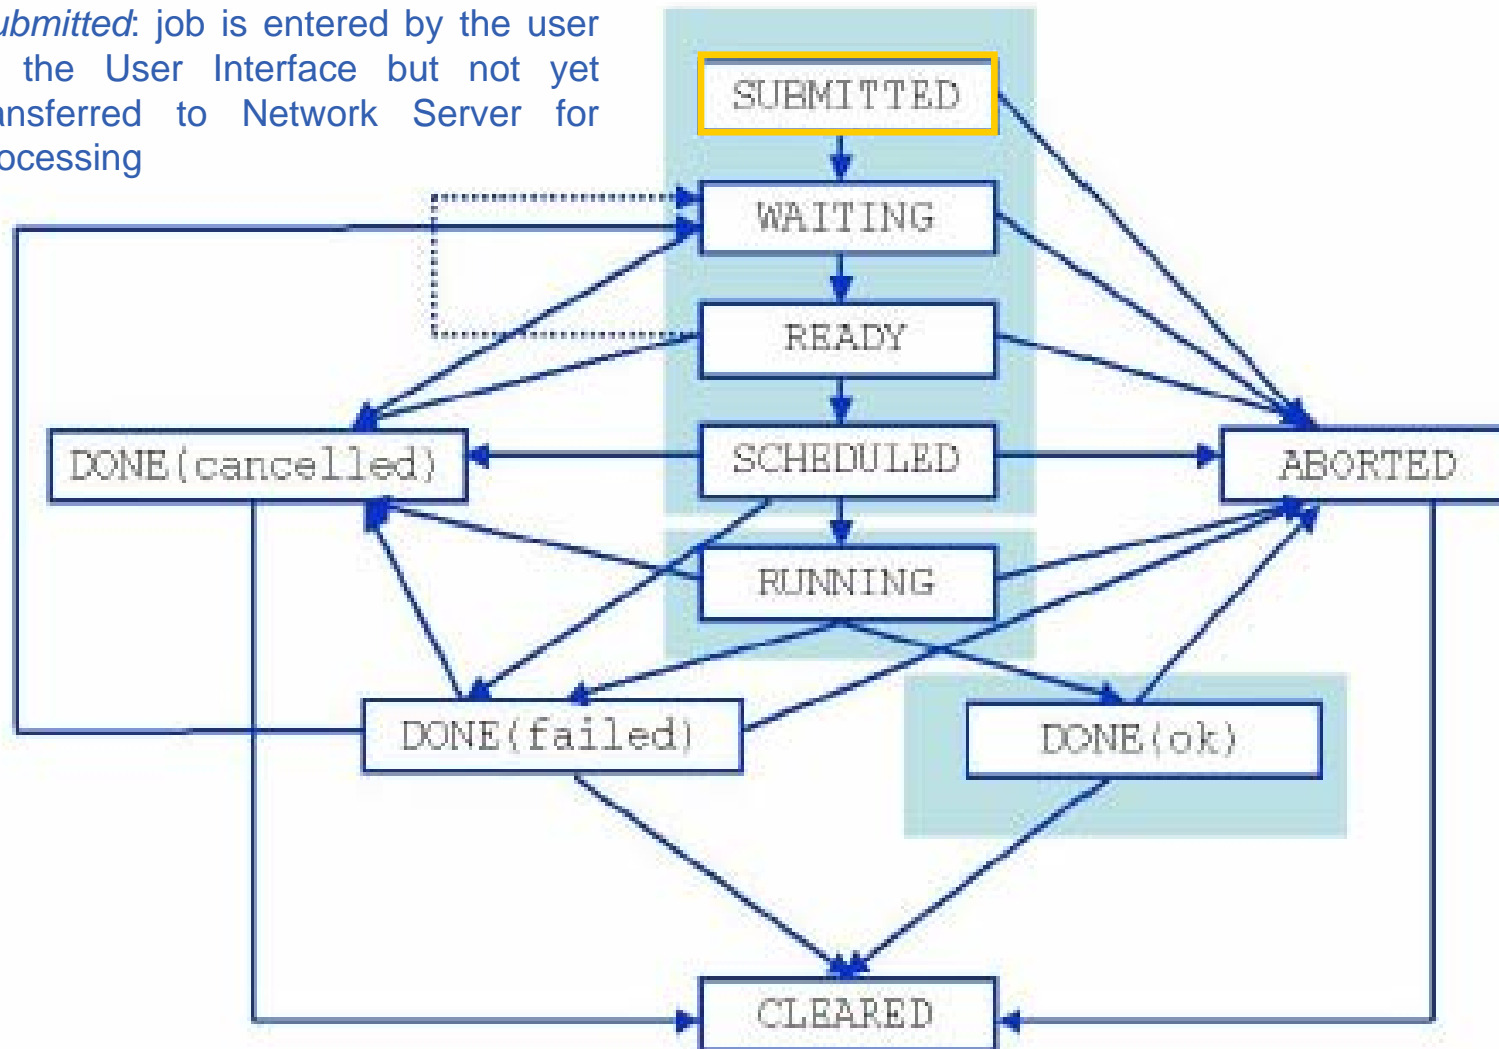 ubmitted: job is entered by the user
the User Interface but not yet
ansferred to Network Server for
ocessing
SUBMITTED
WAITING
READY
DONE(cancelled)
SCHEDULED
ABORTED
RUNNING
DONE(failed)
DONE(ok)
CLEARED